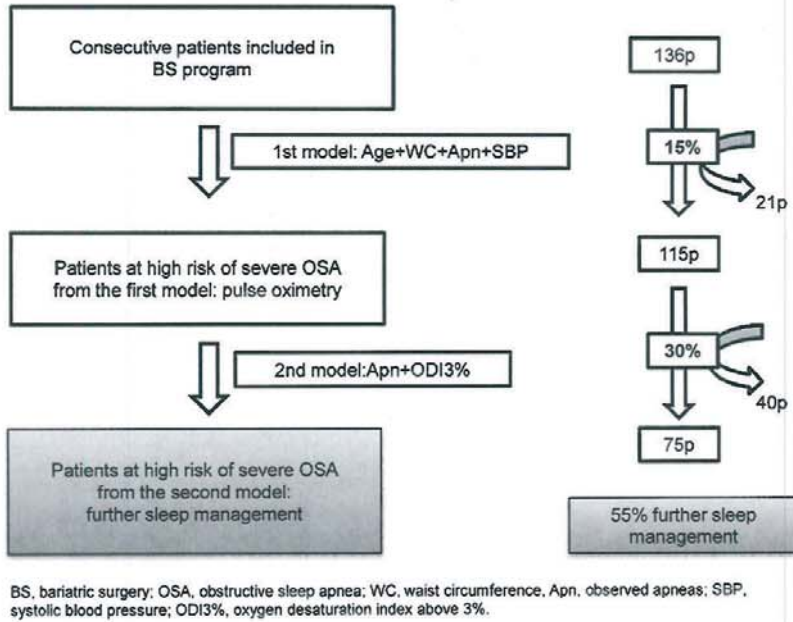 Consecutive patients included in
BS program
136p
1st model: Age+WC+Apn+SBP
15%
21p
Patients at high risk of severe OSA
from the first model: pulse oximetry
115p
2nd model:Apn+ODI3%
30%
40p
75p
Patients at high risk of severe OSA
from the second model:
further sleep management
55% further sleep
management
BS, bariatric surgery; OSA, obstructive sleep apnea; WC, waist circumference, Apn, observed apneas; SBP,
systolic blood pressure; ODI3%, oxygen desaturation index above 3%.